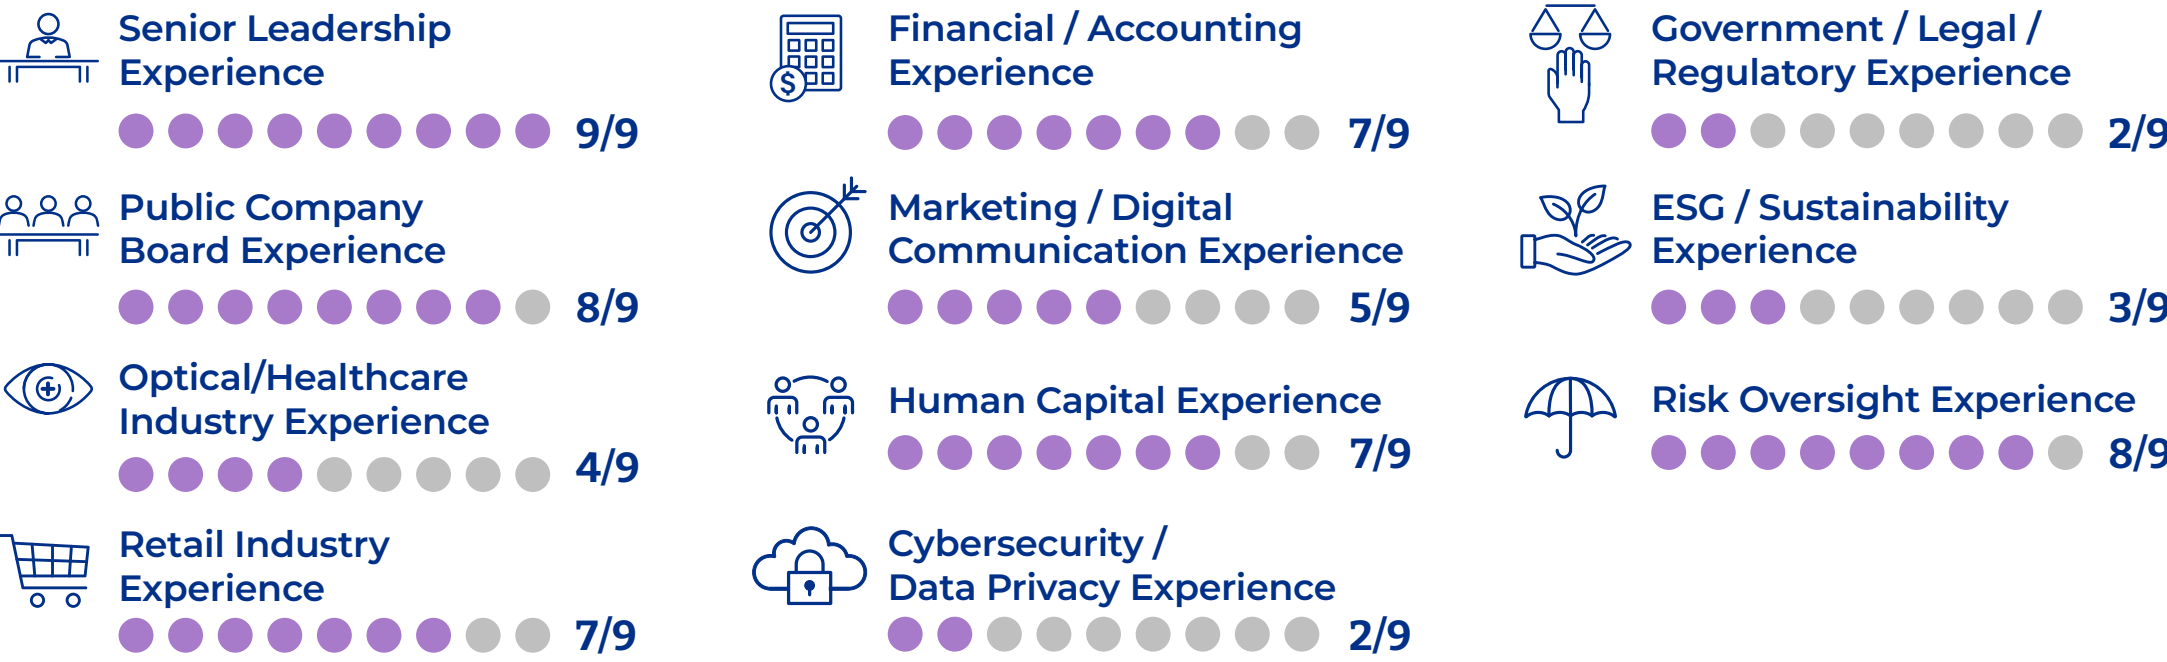 Senior Leadership
Experience
9/9
Public Company
Board Experience
8/9
Optical/Healthcare
Industry Experience
4/9
Retail Industry
Experience
7/9
Financial / Accounting
Experience
$
7/9
Marketing / Digital
Communication Experience
5/9
Human Capital Experience
7/9
Cybersecurity /
Data Privacy Experience
2/9
Government / Legal /
Regulatory Experience
2/9
ESG / Sustainability
Experience
3/9
Risk Oversight Experience
8/9